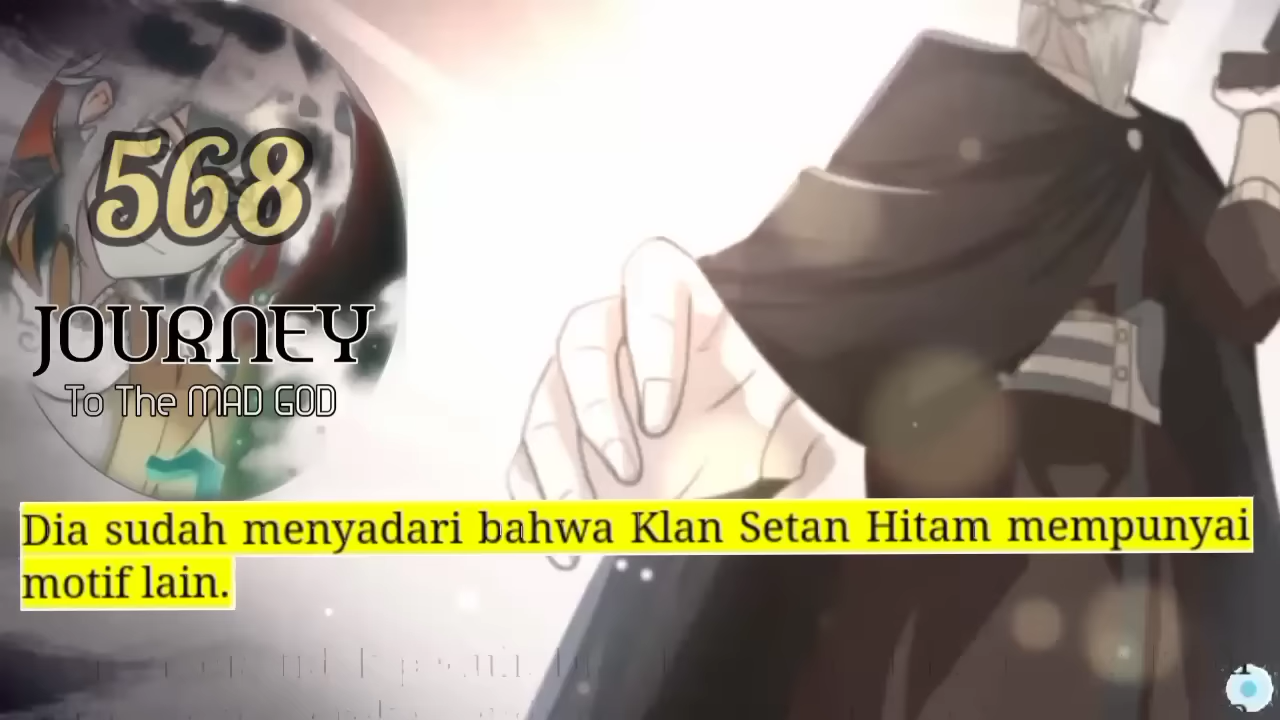 568
JOURNEY
To The MAD GOD
Dia sudah menyadari bahwa Klan Setan Hitam mempunyai
motif lain.